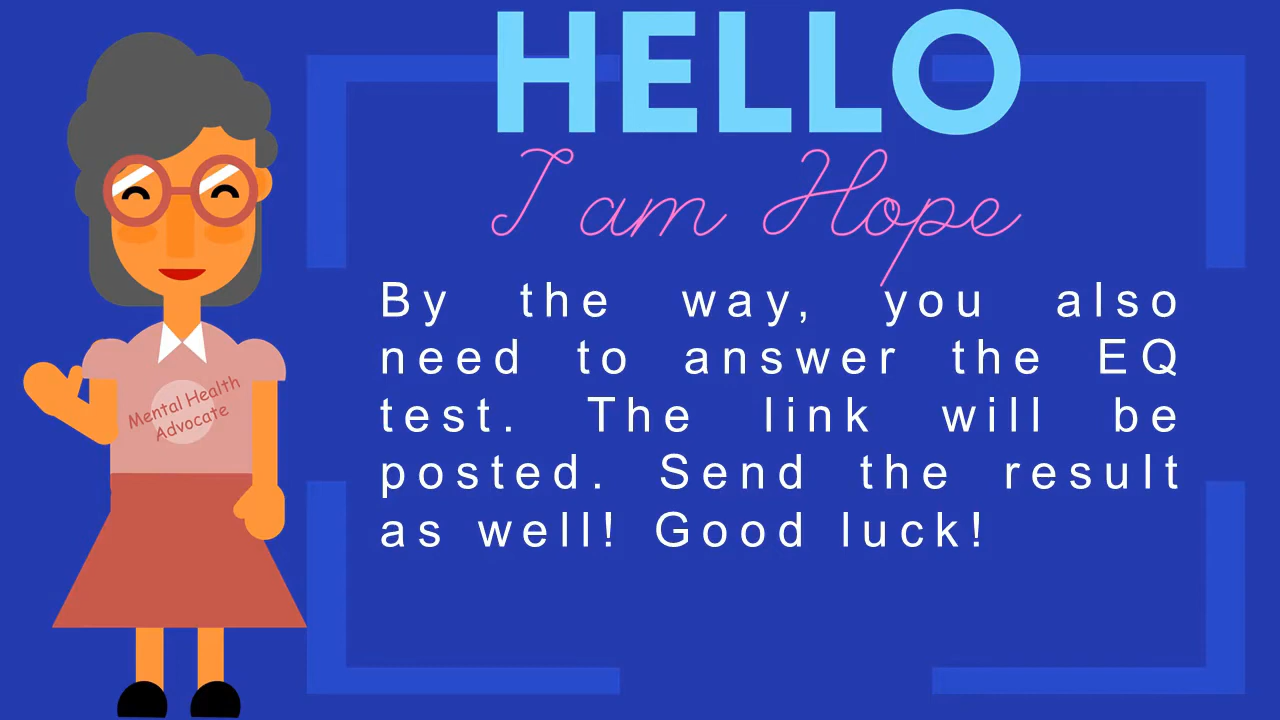 HELLO
I am Hope
By the way, you also
need to answer the EQ
test. The link will be
posted. Send the result
as well! Good luck!
Mental Health
Advocate